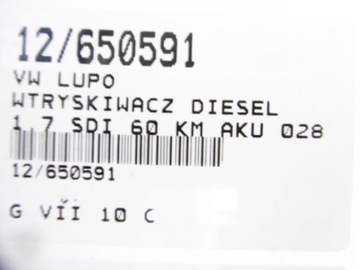 12/650591
VW LUPO
WTRYSKIWACZ DIESEL
1,7 SDI 60 KM AKU 028
12/650591
G VII 10 C